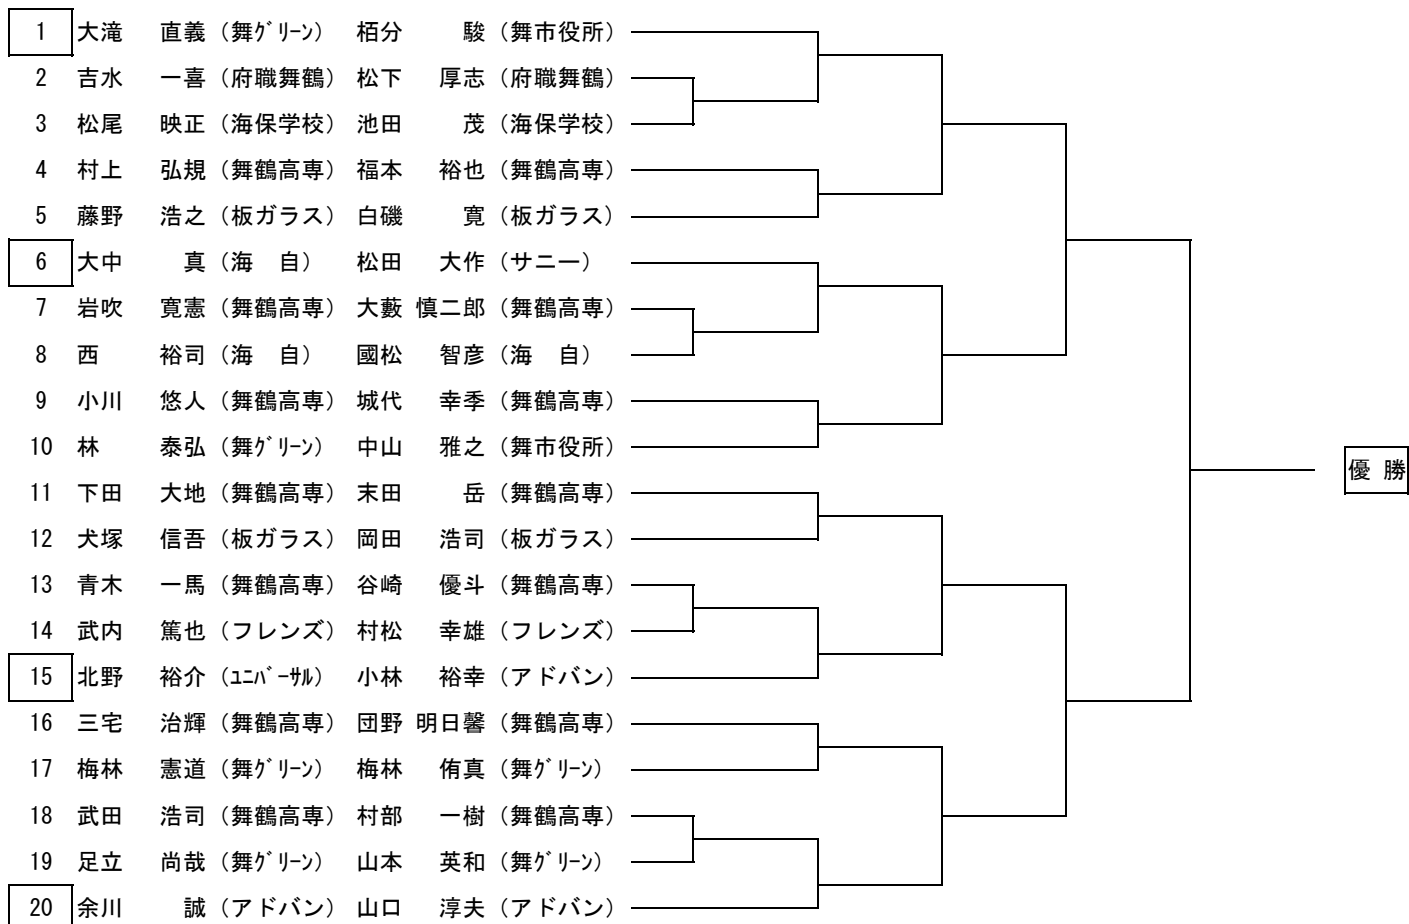 1 大滝 直義 (舞ｸﾞﾘｰﾝ) 栢分 駿 (舞市役所)
2 吉水 一喜 (府職舞鶴) 松下 厚志 (府職舞鶴)
3 松尾 映正 (海保学校) 池田 茂 (海保学校)
4 村上 弘規 (舞鶴高専) 福本 裕也 (舞鶴高専)
5 藤野 浩之 (板ガラス) 白磯 寛 (板ガラス)
6 大中 真 (海 自) 松田 大作 (サニー)
7 岩吹 寛憲 (舞鶴高専) 大藪 慎二郎 (舞鶴高専)
8 西 裕司 (海 自) 國松 智彦 (海 自)
9 小川 悠人 (舞鶴高専) 城代 幸季 (舞鶴高専)
10 林 泰弘 (舞ｸﾞﾘｰﾝ) 中山 雅之 (舞市役所)
優 勝
11 下田 大地 (舞鶴高専) 末田 岳 (舞鶴高専)
12 犬塚 信吾 (板ガラス) 岡田 浩司 (板ガラス)
13 青木 一馬 (舞鶴高専) 谷崎 優斗 (舞鶴高専)
14 武内 篤也 (フレンズ) 村松 幸雄 (フレンズ)
15 北野 裕介 (ﾕﾆﾊﾞｰｻﾙ) 小林 裕幸 (アドバン)
16 三宅 治輝 (舞鶴高専) 団野 明日馨 (舞鶴高専)
17 梅林 憲道 (舞ｸﾞﾘｰﾝ) 梅林 侑真 (舞ｸﾞﾘｰﾝ)
18 武田 浩司 (舞鶴高専) 村部 一樹 (舞鶴高専)
19 足立 尚哉 (舞ｸﾞﾘｰﾝ) 山本 英和 (舞ｸﾞﾘｰﾝ)
20 余川 誠 (アドバン) 山口 淳夫 (アドバン)